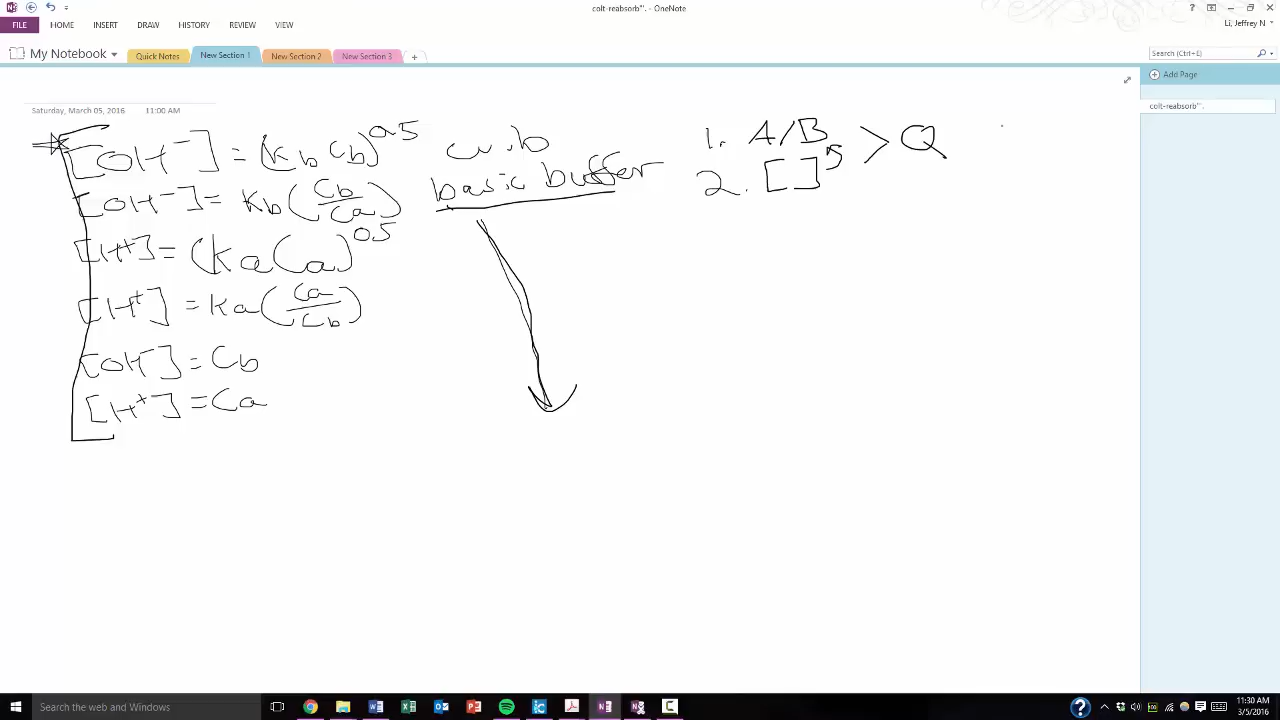 colt-reabsorb"'. - OneNote
FILE HOME INSERT DRAW HISTORY REVIEW VIEW
Li, Jeffrey N
My Notebook
Quick Notes New Section 1 New Section 2 New Section 3 +
Search (Ctrl+E)
Add Page
colt-reabsorb"'.
Saturday, March 05, 2016 11:00 AM
[OH⁻] = (Kb Cb)^0.5 w.b
[OH⁻] = Kb(Cb/Ca) basic buffer
[H⁺] = (Ka Ca)^0.5
[H⁺] = Ka(Ca/Cb)
[OH⁻] = Cb
[H⁺] = Ca
1. A/B > Q
2. []
Search the web and Windows
11:30 AM
3/5/2016